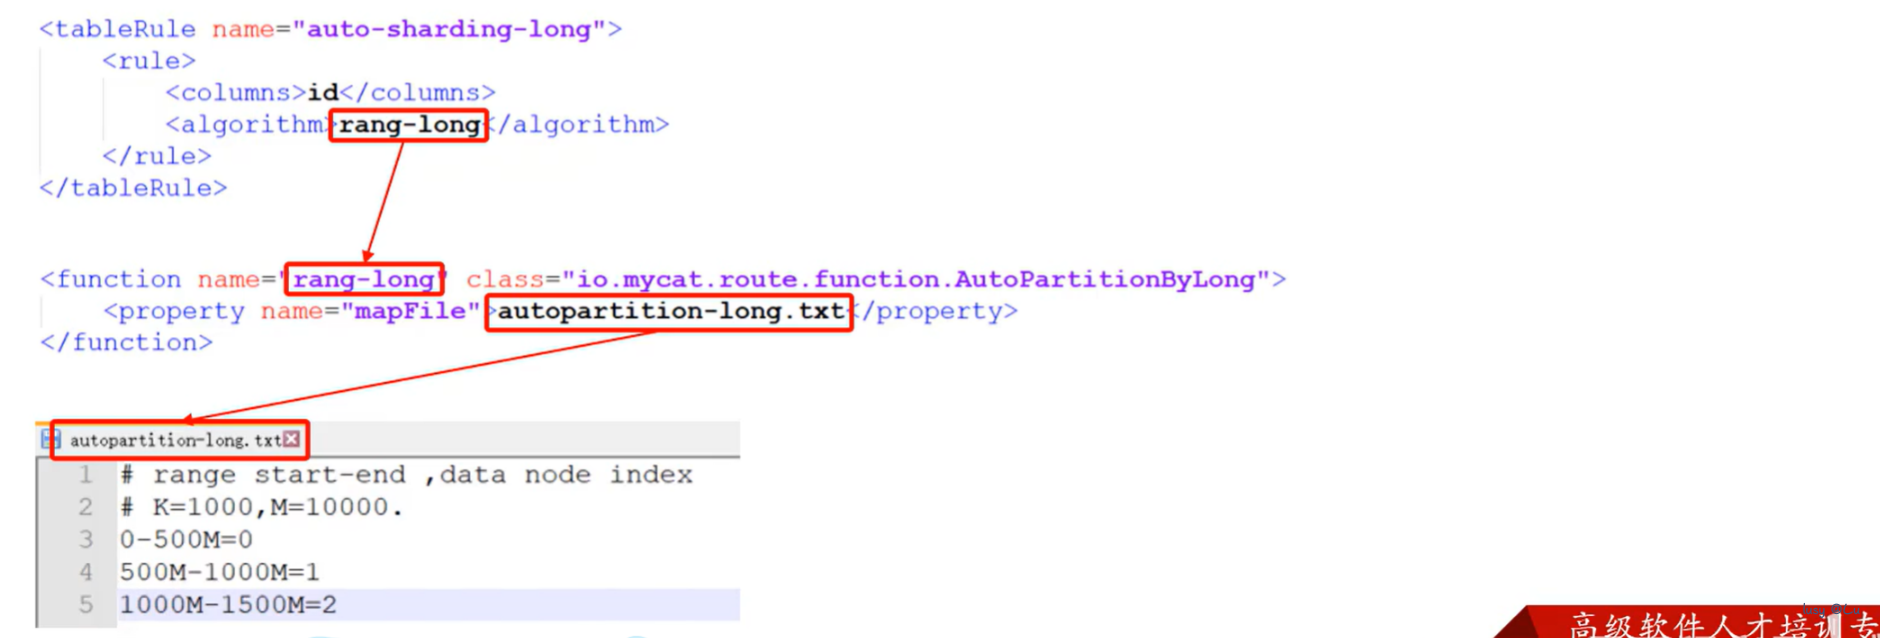 <tableRule name="auto-sharding-long">
<rule>
<columns>id</columns>
<algorithm>rang-long</algorithm>
</rule>
</tableRule>
<function name="rang-long" class="io.mycat.route.function.AutoPartitionByLong">
<property name="mapFile">autopartition-long.txt</property>
</function>
autopartition-long.txt
1 # range start-end ,data node index
2 # K=1000,M=10000.
3 0-500M=0
4 500M-1000M=1
5 1000M-1500M=2
高级软件人才培训专